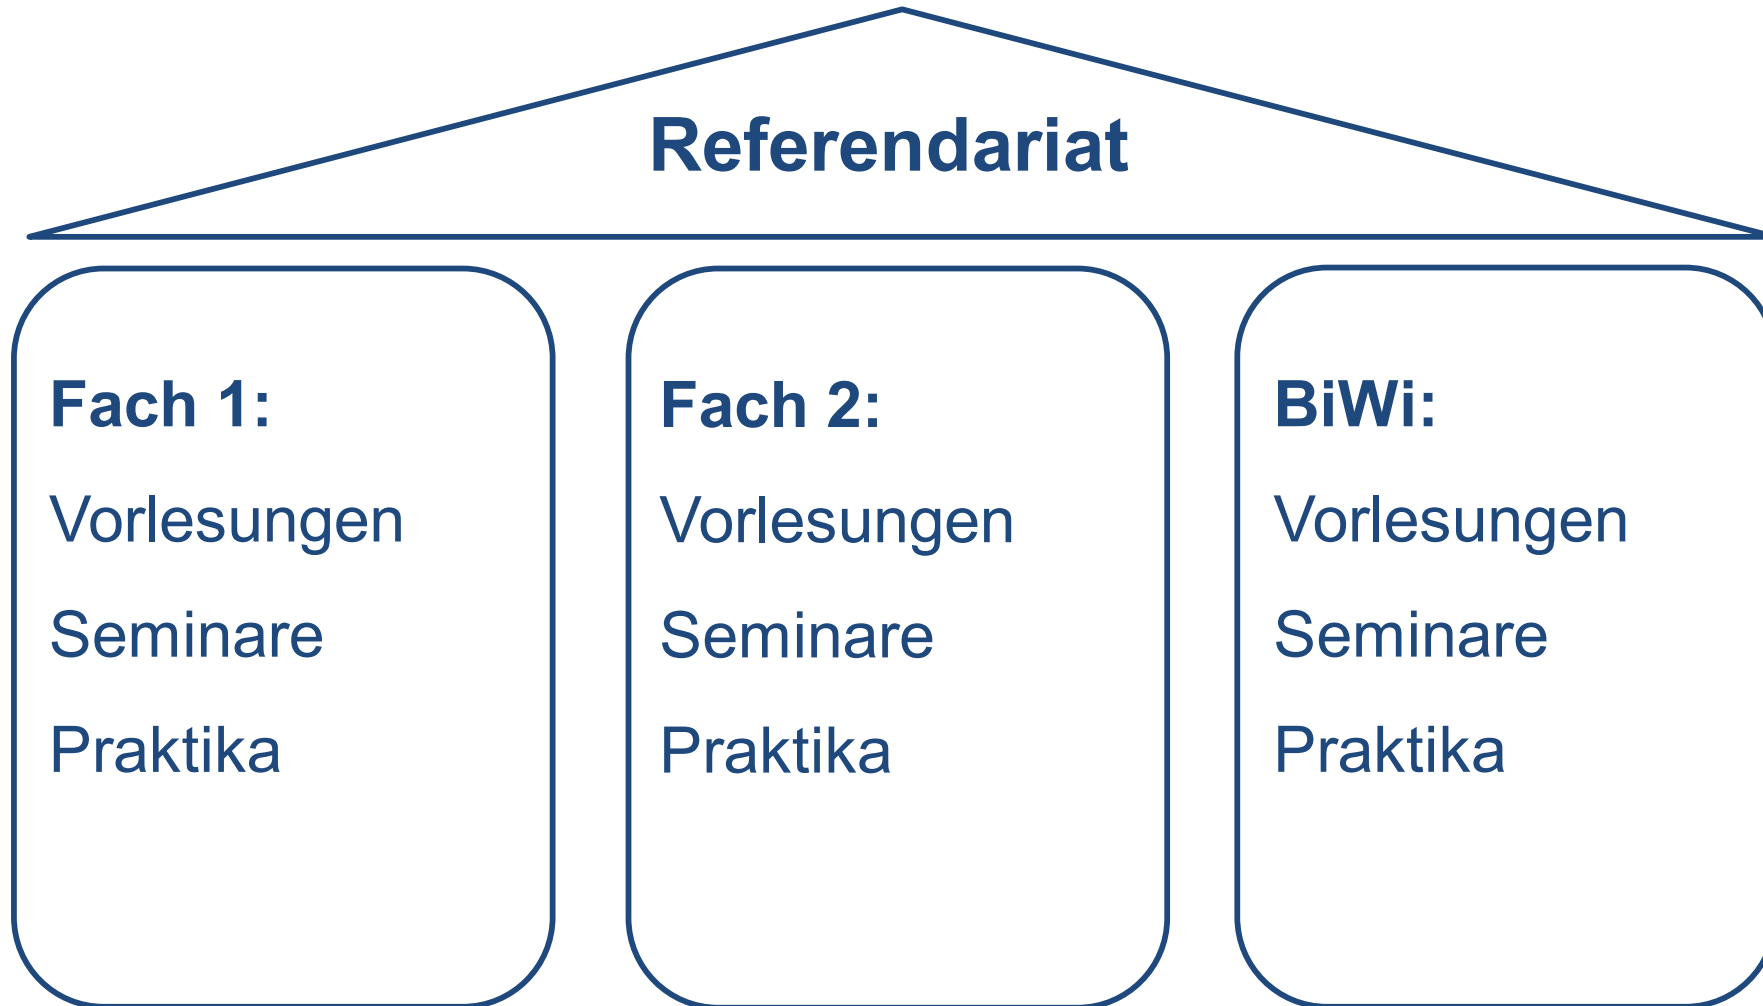 Referendariat
Fach 1:
Vorlesungen
Seminare
Praktika
Fach 2:
Vorlesungen
Seminare
Praktika
BiWi:
Vorlesungen
Seminare
Praktika